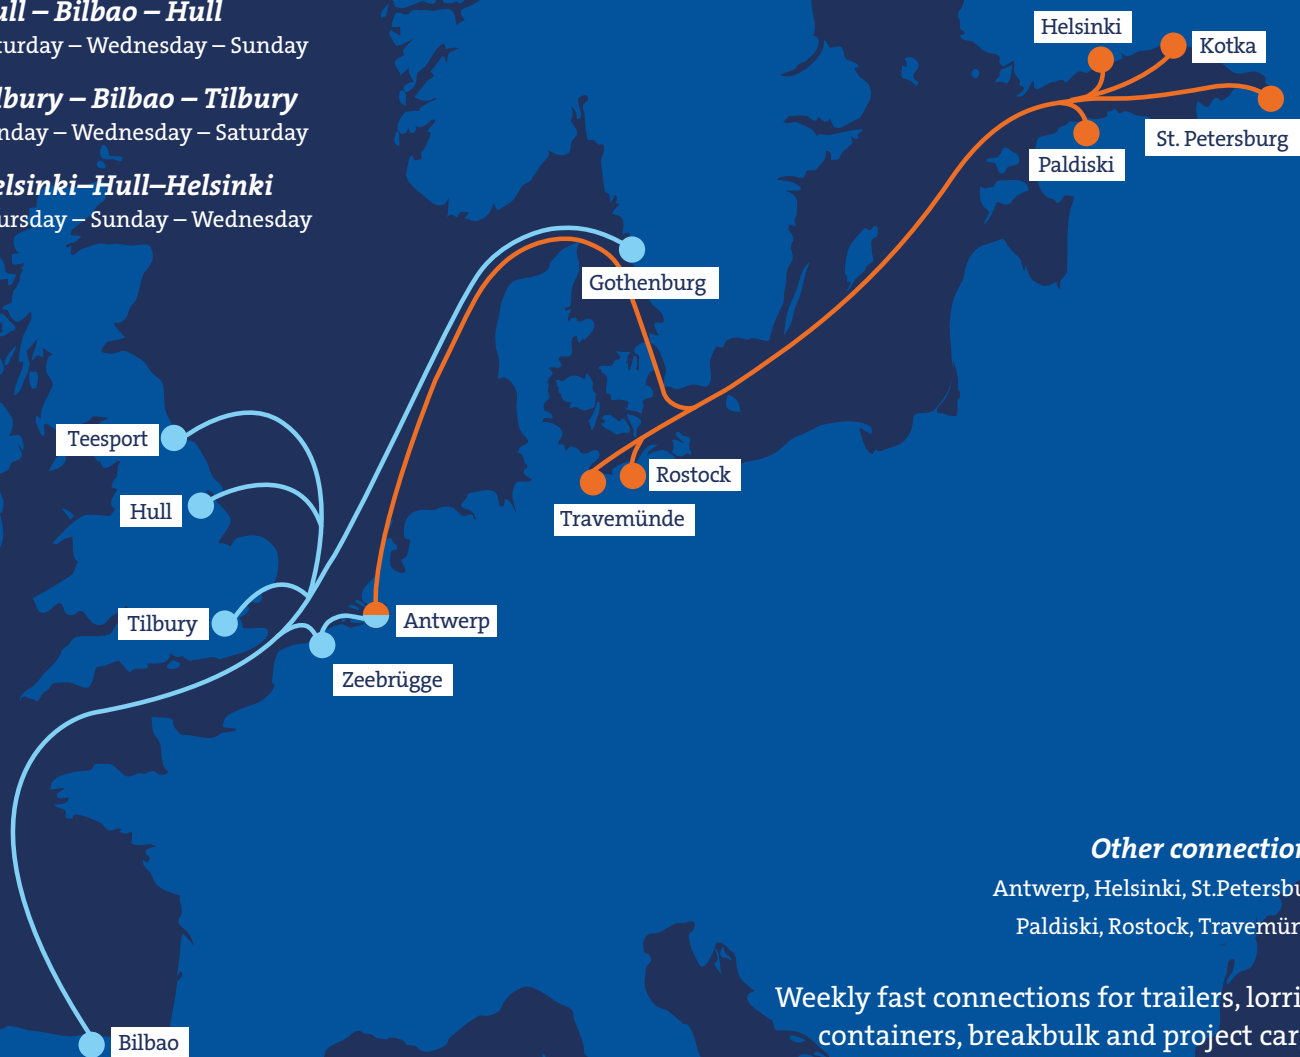 ull – Bilbao – Hull
turday – Wednesday – Sunday
lbury – Bilbao – Tilbury
nday – Wednesday – Saturday
elsinki–Hull–Helsinki
ursday – Sunday – Wednesday
Helsinki
Kotka
St. Petersburg
Paldiski
Gothenburg
Teesport
Rostock
Hull
Travemünde
Tilbury
Antwerp
Zeebrügge
Other connection
Antwerp, Helsinki, St.Petersbu
Paldiski, Rostock, Travemün
Weekly fast connections for trailers, lorri
containers, breakbulk and project car
Bilbao